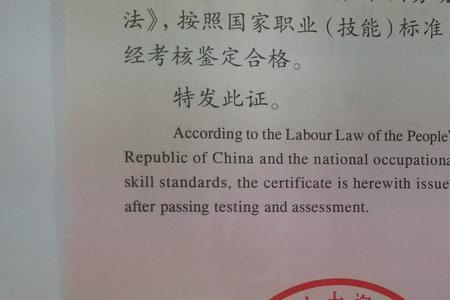 法》，按照国家职业（技能）标准
经考核鉴定合格。
特发此证。
According to the Labour Law of the People'
Republic of China and the national occupationa
skill standards, the certificate is herewith issue
after passing testing and assessment.